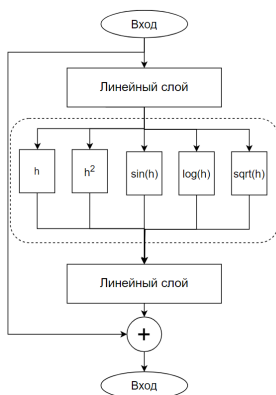 Вход
Линейный слой
h
h²
sin(h)
log(h)
sqrt(h)
Линейный слой
+
Вход